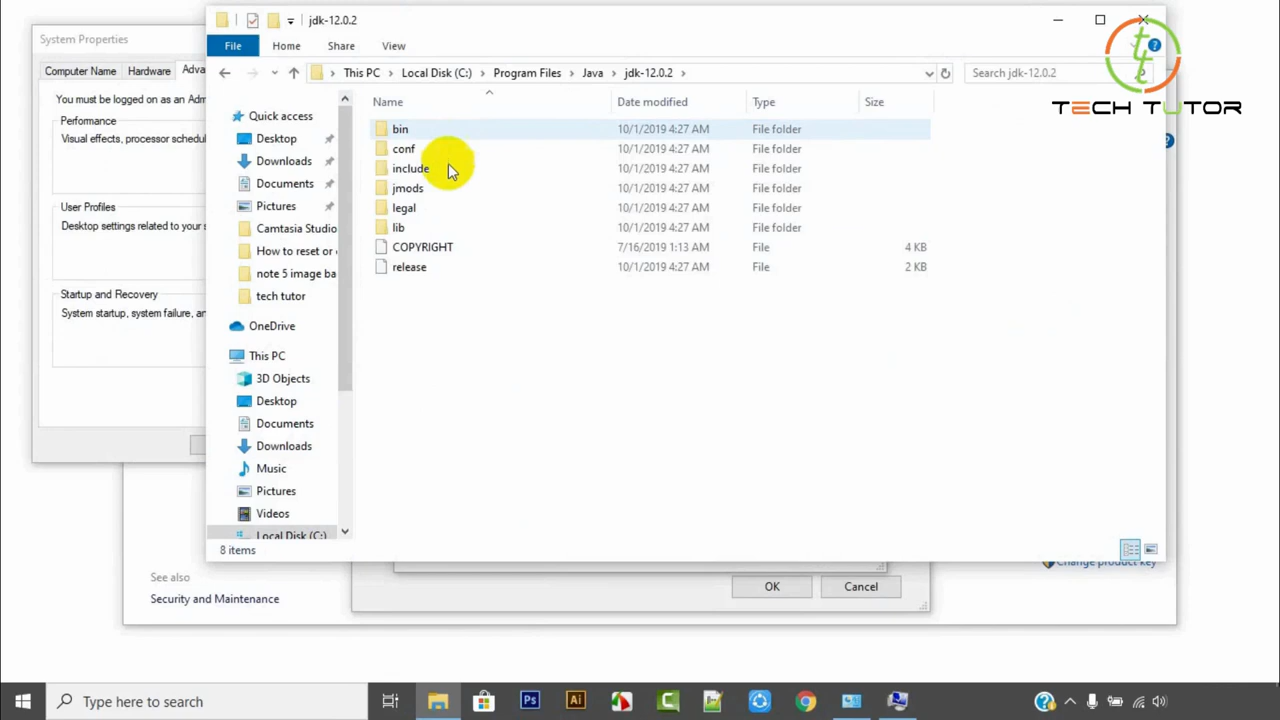 System Properties
jdk-12.0.2
File Home Share View
Computer Name Hardware Adva
This PC Local Disk (C:) Program Files Java jdk-12.0.2
Search jdk-12.0.2
TECH TUTOR
You must be logged on as an Adm
Performance
Visual effects, processor schedul
User Profiles
Desktop settings related to your s
Startup and Recovery
System startup, system failure, an
Quick access
Desktop
Downloads
Documents
Pictures
Camtasia Studio
How to reset or
note 5 image ba
tech tutor
OneDrive
This PC
3D Objects
Desktop
Documents
Downloads
Music
Pictures
Videos
Local Disk (C:)
Name Date modified Type Size
bin 10/1/2019 4:27 AM File folder
conf 10/1/2019 4:27 AM File folder
include 10/1/2019 4:27 AM File folder
jmods 10/1/2019 4:27 AM File folder
legal 10/1/2019 4:27 AM File folder
lib 10/1/2019 4:27 AM File folder
COPYRIGHT 7/16/2019 1:13 AM File 4 KB
release 10/1/2019 4:27 AM File 2 KB
8 items
Change product key
See also
Security and Maintenance
OK Cancel
Type here to search
Ps Ai C